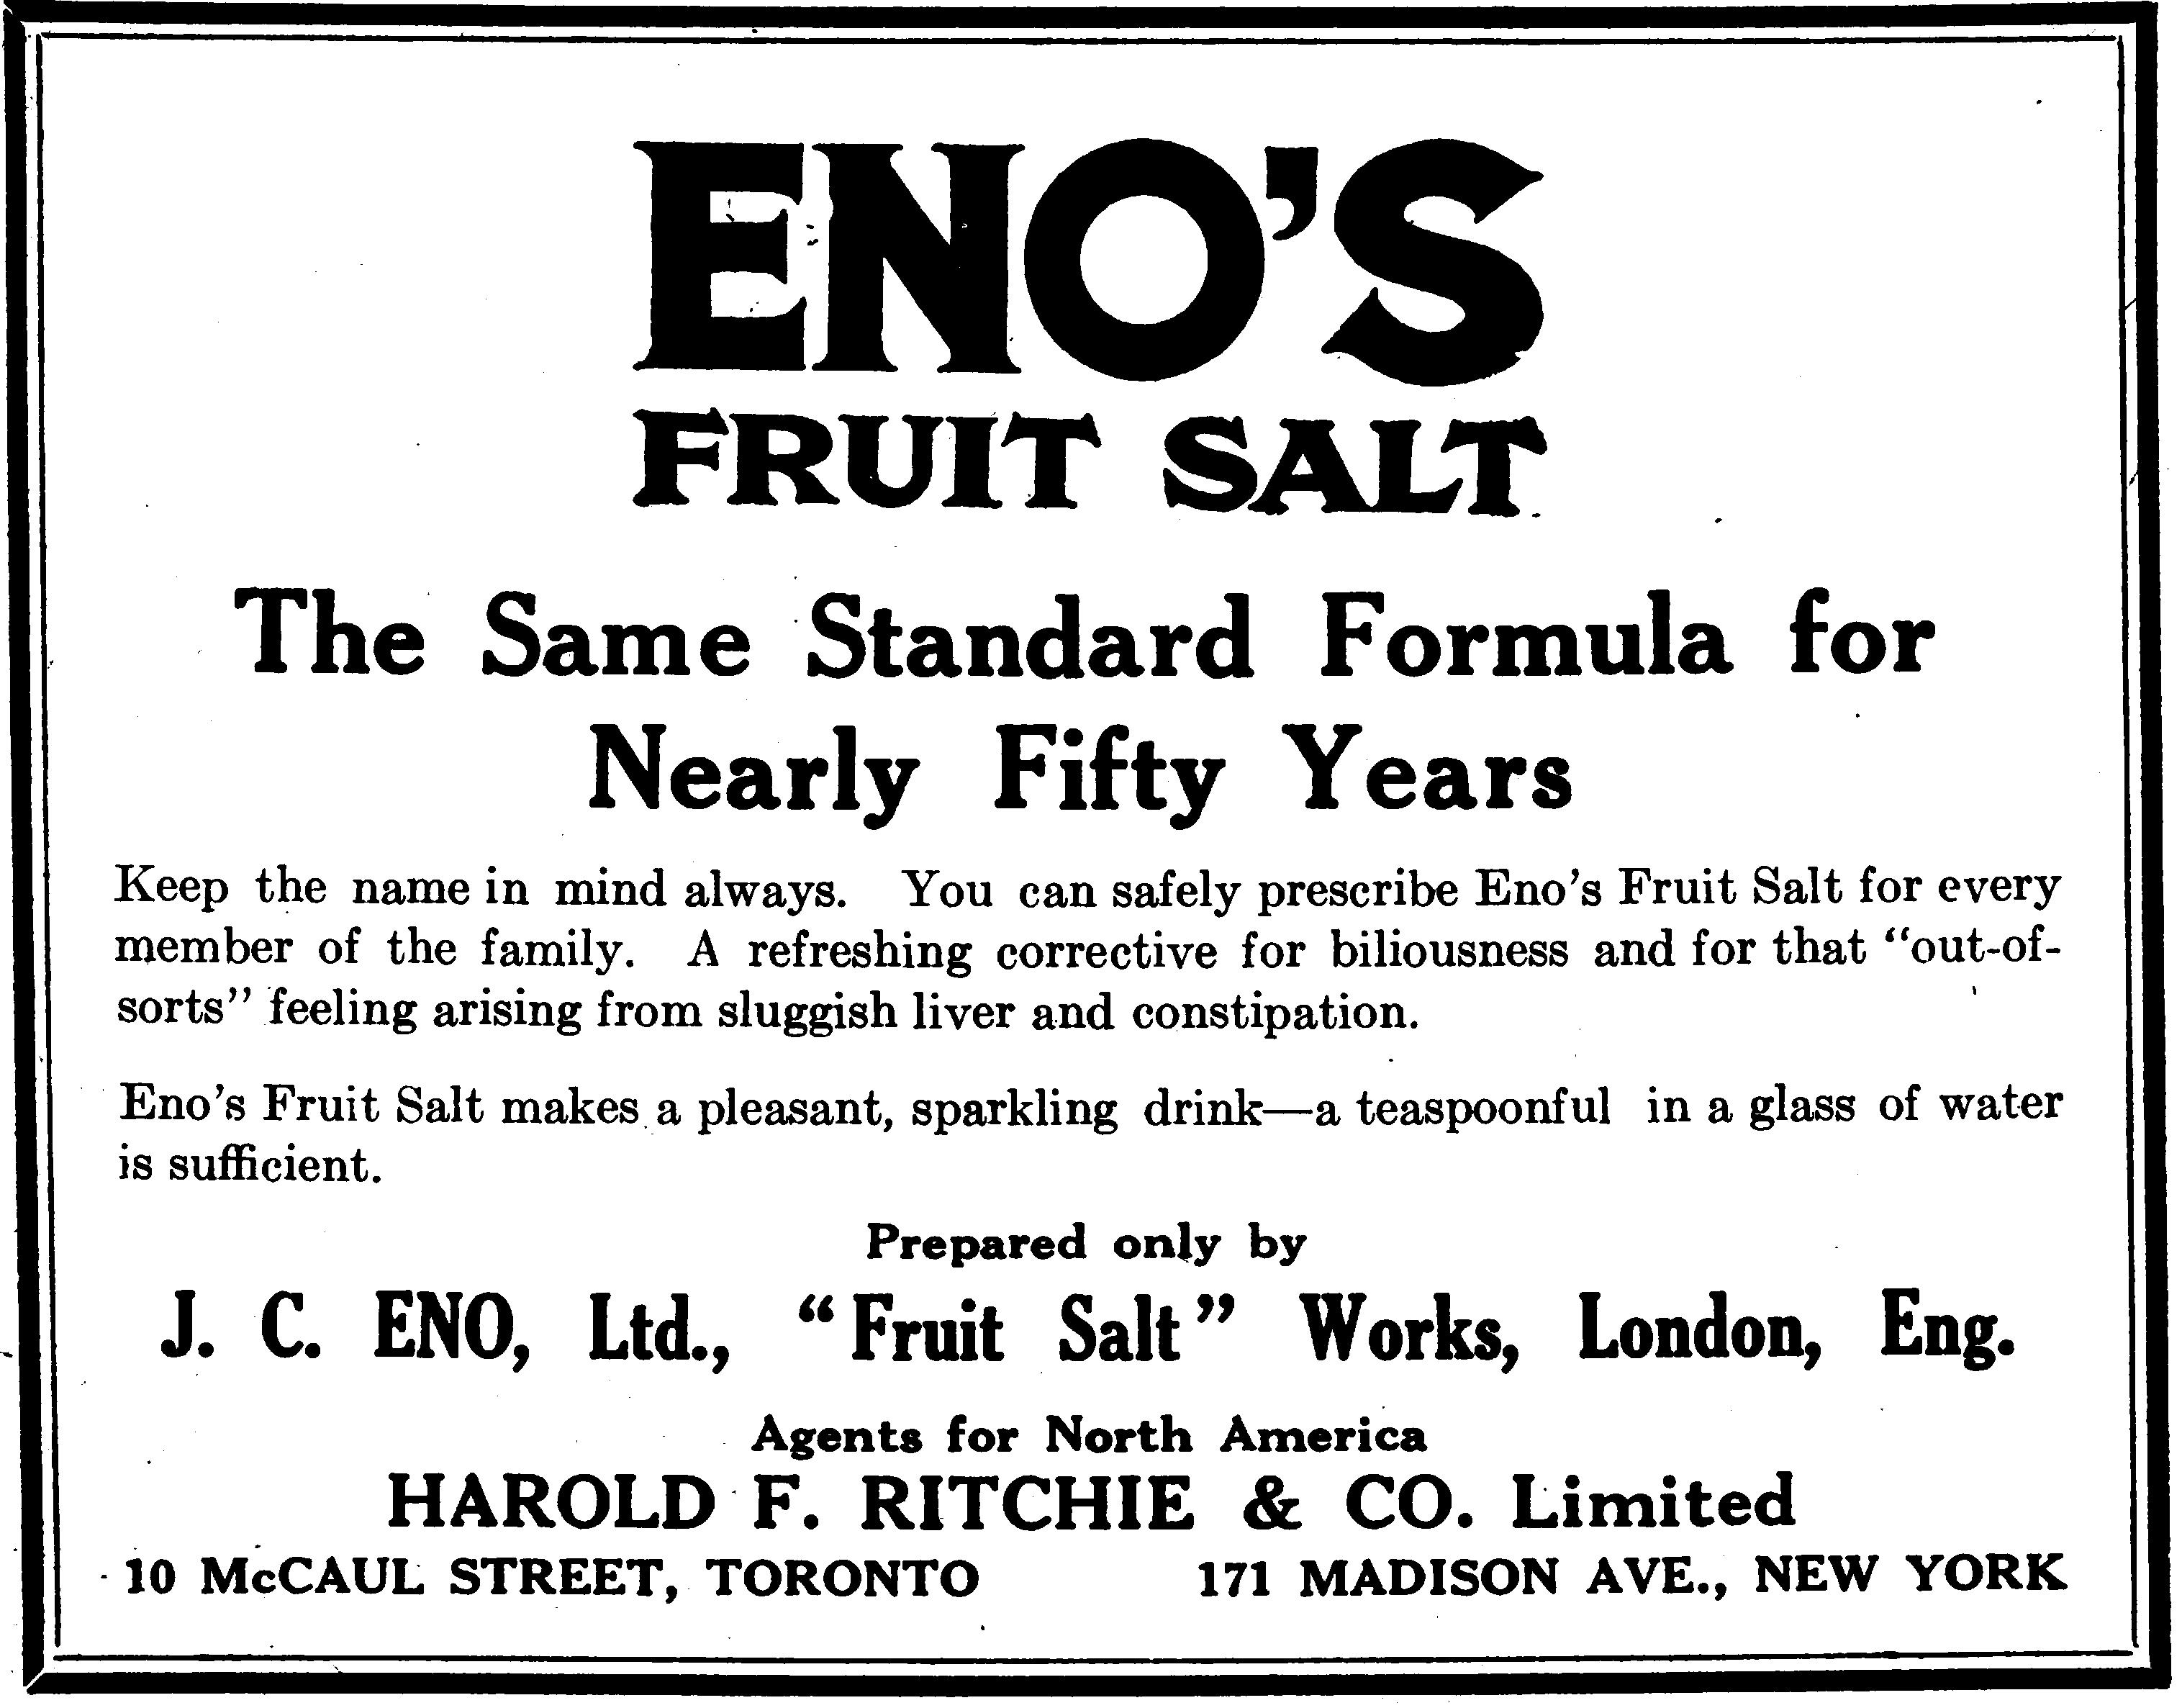 ENO'S
FRUIT SALT
The Same Standard Formula for
Nearly Fifty Years
Keep the name in mind always. You can safely prescribe Eno's Fruit Salt for every
member of the family. A refreshing corrective for biliousness and for that "out-of-
sorts" feeling arising from sluggish liver and constipation.
Eno's Fruit Salt makes a pleasant, sparkling drink—a teaspoonful in a glass of water
is sufficient.
Prepared only by
J. C. ENO, Ltd., "Fruit Salt" Works, London, Eng.
Agents for North America
HAROLD F. RITCHIE & CO. Limited
10 McCAUL STREET, TORONTO 171 MADISON AVE., NEW YORK